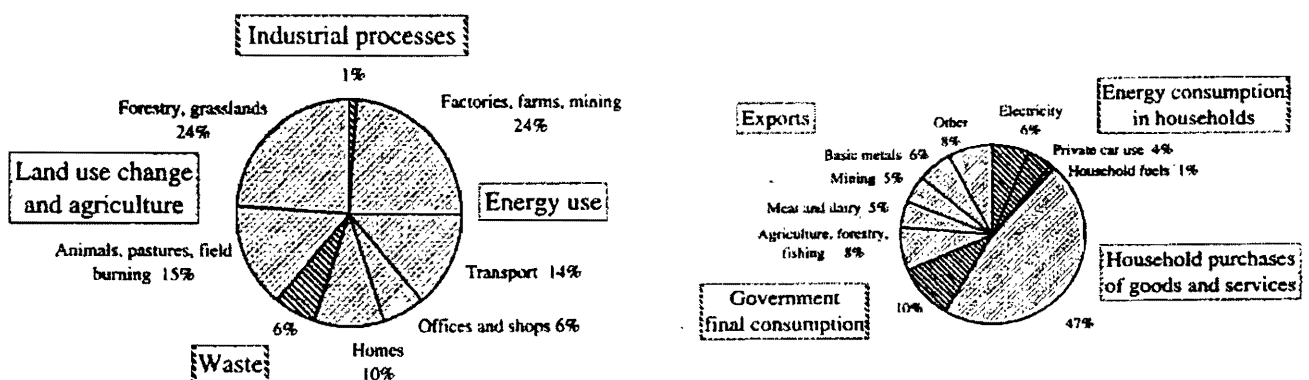 Industrial processes
1%
Forestry, grasslands
24%
Factories, farms, mining
24%
Land use change
and agriculture
Energy use
Animals, pastures, field
burning 15%
Transport 14%
Offices and shops 6%
6%
Waste
Homes
10%
Exports
Other
8%
Electricity
6%
Energy consumption
in households
Basic metals 6%
Private car use 4%
Mining 5%
Household fuels 1%
Meat and dairy 5%
Agriculture, forestry,
fishing 8%
Household purchases
of goods and services
Government
final consumption
10%
47%